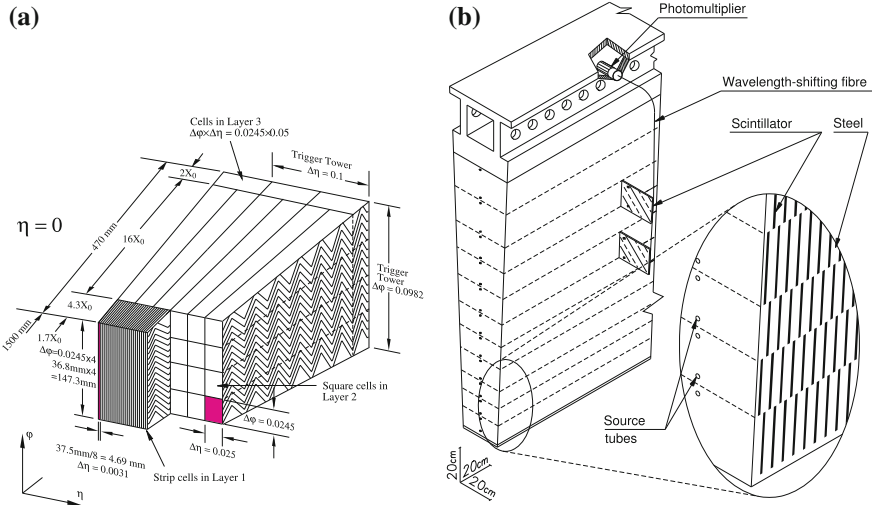 (a)
Cells in Layer 3
Δφ×Δη = 0.0245×0.05
Trigger Tower
Δη = 0.1
2X₀
η = 0
470 mm
16X₀
4.3X₀
1500 mm
1.7X₀
Δφ=0.0245x4
36.8mmx4
=147.3mm
Trigger
Tower
Δφ = 0.0982
Square cells in
Layer 2
Δφ = 0.0245
Δη = 0.025
37.5mm/8 = 4.69 mm
Δη = 0.0031
Strip cells in Layer 1
φ
η
(b)
Photomultiplier
Wavelength-shifting fibre
Scintillator
Steel
Source
tubes
20cm
20cm
20cm